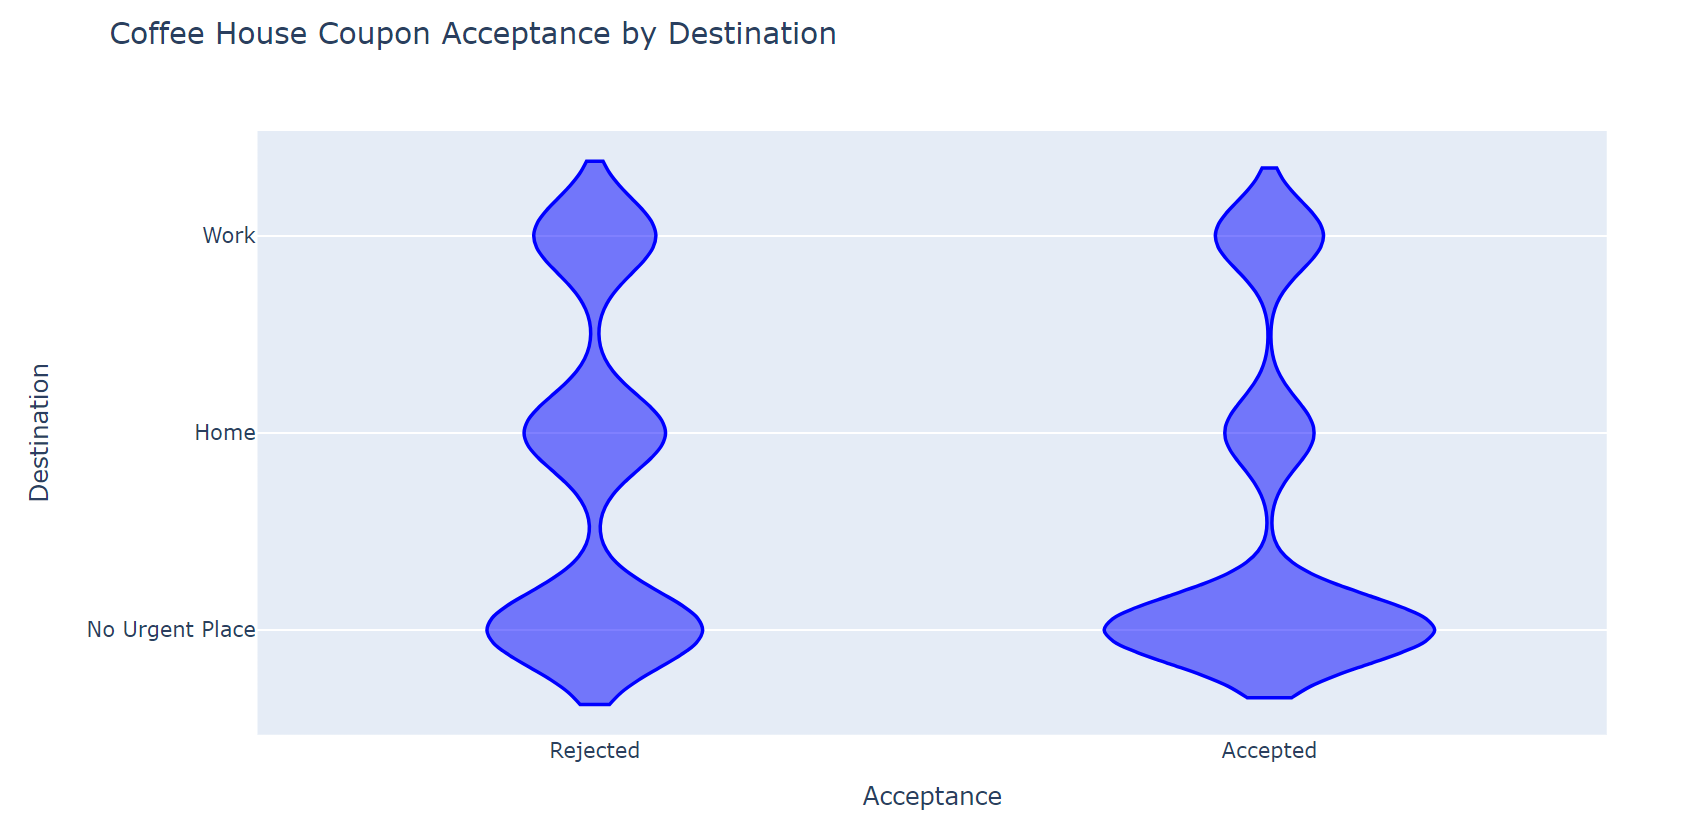 Coffee House Coupon Acceptance by Destination
Work
Home
No Urgent Place
Destination
Rejected
Accepted
Acceptance